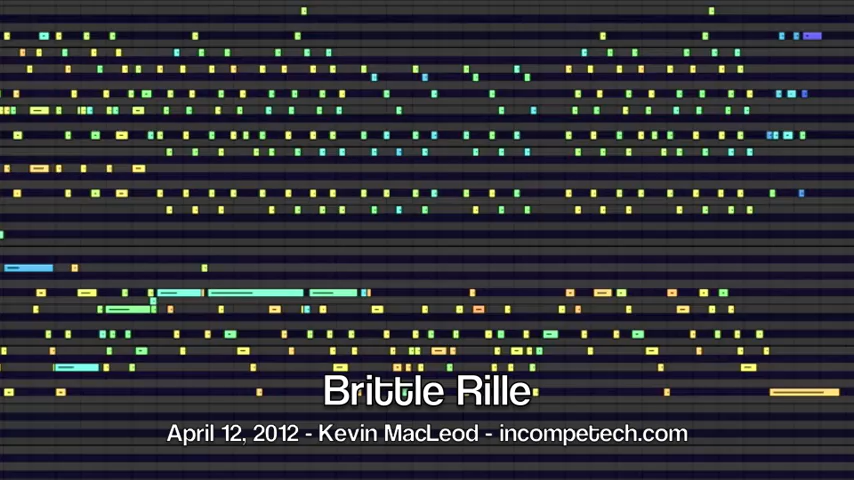 Brittle Rille
April 12, 2012 - Kevin MacLeod - incompetech.com